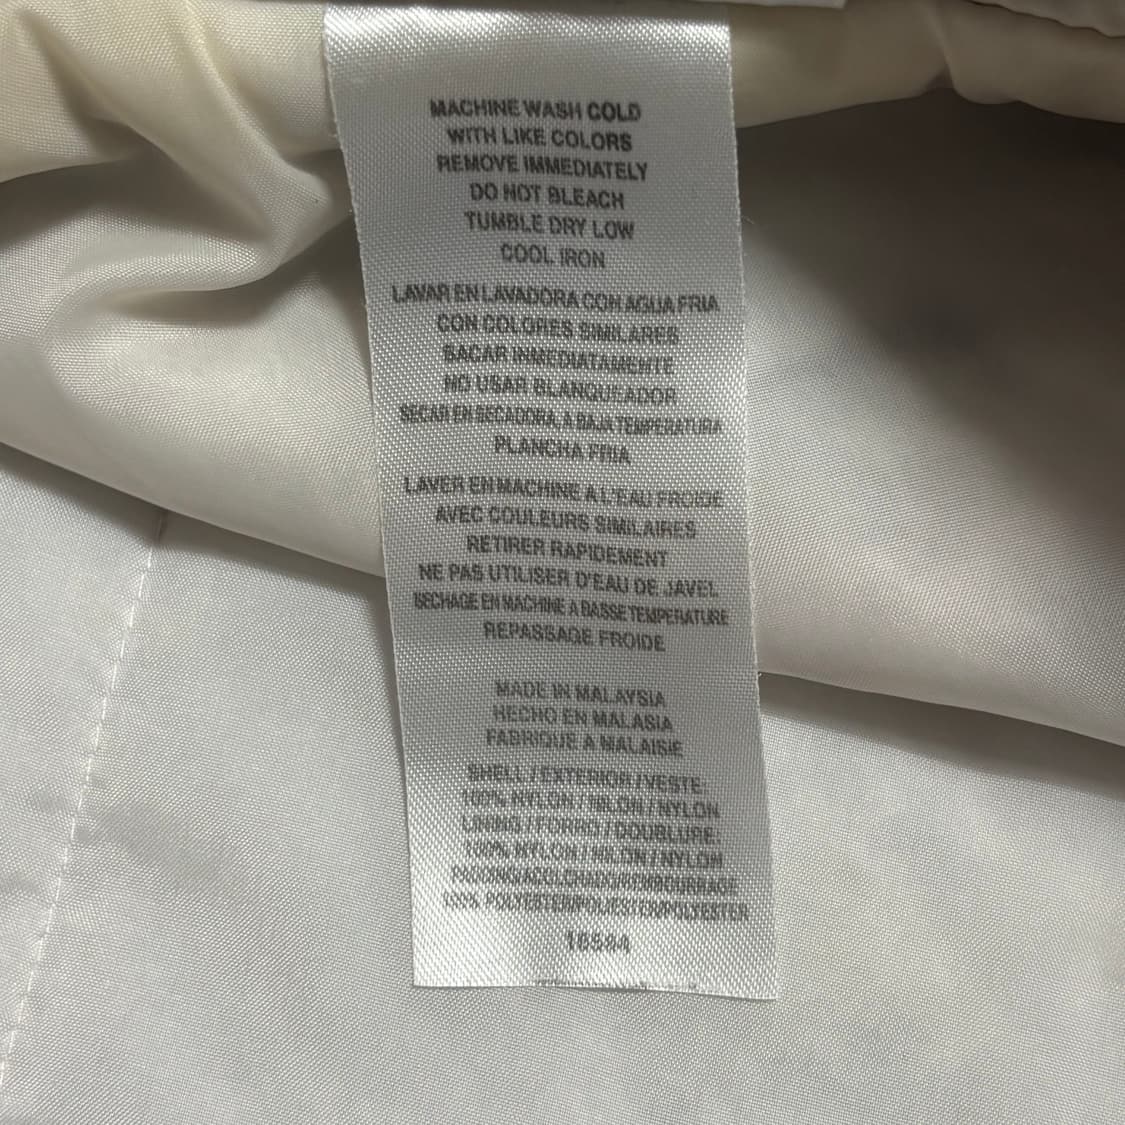 MACHINE WASH COLD
WITH LIKE COLORS
REMOVE IMMEDIATELY
DO NOT BLEACH
TUMBLE DRY LOW
COOL IRON
LAVAR EN LAVADORA CON AGUA FRIA
CON COLORES SIMILARES
SACAR INMEDIATAMENTE
NO USAR BLANQUEADOR
SECAR EN SECADORA, A BAJA TEMPERATURA
PLANCHA FRIA
LAVER EN MACHINE A L'EAU FROIDE
AVEC COULEURS SIMILAIRES
RETIRER RAPIDEMENT
NE PAS UTILISER D'EAU DE JAVEL
SECHAGE EN MACHINE A BASSE TEMPERATURE
REPASSAGE FROIDE
MADE IN MALAYSIA
HECHO EN MALASIA
FABRIQUE A MALAISIE
SHELL / EXTERIOR / VESTE:
100% NYLON / NILON / NYLON
LINING / FORRO / DOUBLURE:
100% NYLON / NILON / NYLON
PADDING/ACOLCHADO/REMBOURRAGE
100% POLYESTER/POLIESTER/POLYESTER
16584